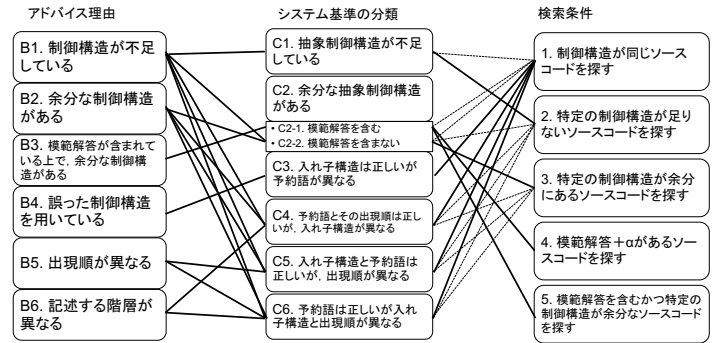 アドバイス理由
B1. 制御構造が不足
している
B2. 余分な制御構造
がある
B3. 模範解答が含まれて
いる上で, 余分な制御構
造がある
B4. 誤った制御構造
を用いている
B5. 出現順が異なる
B6. 記述する階層が
異なる
システム基準の分類
C1. 抽象制御構造が不足
している
C2. 余分な抽象制御構造
がある
• C2-1. 模範解答を含む
• C2-2. 模範解答を含まない
C3. 入れ子構造は正しいが
予約語が異なる
C4. 予約語とその出現順は正し
いが, 入れ子構造が異なる
C5. 入れ子構造と予約語は
正しいが, 出現順が異なる
C6. 予約語は正しいが入れ
子構造と出現順が異なる
検索条件
1. 制御構造が同じソース
コードを探す
2. 特定の制御構造が足り
ないソースコードを探す
3. 特定の制御構造が余分
にあるソースコードを探す
4. 模範解答+αがあるソー
スコードを探す
5. 模範解答を含むかつ特定の
制御構造が余分なソースコード
を探す